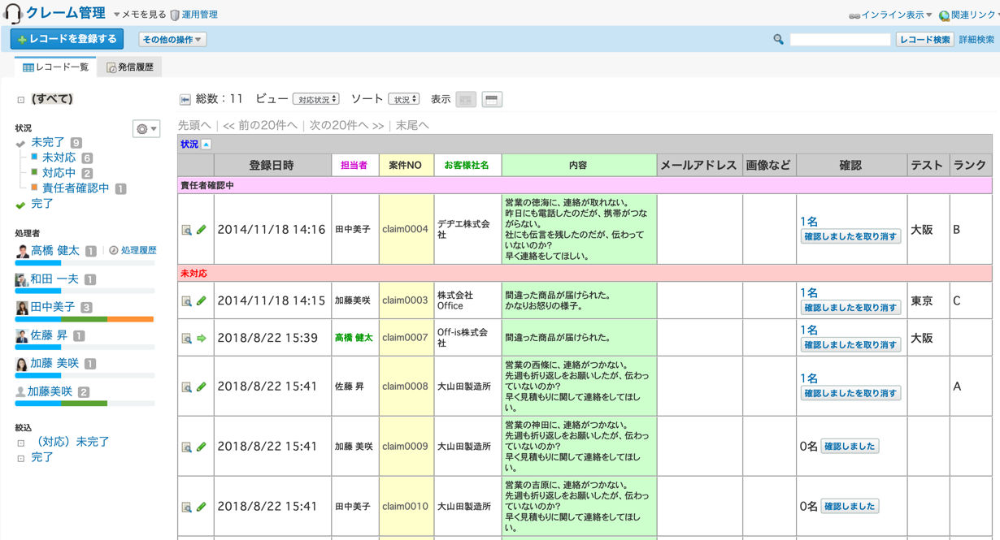 クレーム管理 メモを見る 運用管理 インライン表示 関連リンク
レコードを登録する その他の操作 レコード検索 詳細検索
レコード一覧 発信履歴
(すべて)
状況
未完了 9
未対応 6
対応中 2
責任者確認中 1
完了
処理者
高橋 健太 1 処理履歴
和田 一夫 1
田中美子 3
佐藤 昇 1
加藤 美咲 1
加藤美咲 2
絞込
（対応）未完了
完了
総数：11 ビュー 対応状況 ソート 状況 表示
先頭へ | << 前の20件へ | 次の20件へ >> | 末尾へ
状況
登録日時 担当者 案件NO お客様社名 内容 メールアドレス 画像など 確認 テスト ランク
責任者確認中
2014/11/18 14:16 田中美子 claim0004
デヂエ株式会
社
営業の徳海に、連絡が取れない。
昨日にも電話したのだが、携帯がつな
がらない。
社にも伝言を残したのだが、伝わって
いないのか?
早く連絡をしてほしい。
1名
確認しましたを取り消す
大阪 B
未対応
2014/11/18 14:15 加藤美咲 claim0003
株式会社
Office
間違った商品が届けられた。
かなりお怒りの様子。
1名
確認しましたを取り消す
東京 C
2018/8/22 15:39 高橋 健太 claim0007
Off-is株式会
社
間違った商品が届けられた。
1名
確認しましたを取り消す
大阪
2018/8/22 15:41 佐藤 昇 claim0008 大山田製造所
営業の西條に、連絡がつかない。
先週も折り返しをお願いしたが、伝わっ
ていないのか?
早く見積もりに関して連絡をしてほし
い。
1名
確認しましたを取り消す
A
2018/8/22 15:41 加藤 美咲 claim0009 大山田製造所
営業の神田に、連絡がつかない。
先週も折り返しをお願いしたが、伝わっ
ていないのか?
早く見積もりに関して連絡をしてほし
い。
0名 確認しました
2018/8/22 15:41 田中美子 claim0010 大山田製造所
営業の吉原に、連絡がつかない。
先週も折り返しをお願いしたが、伝わっ
ていないのか?
早く見積もりに関して連絡をしてほし
い。
0名 確認しました